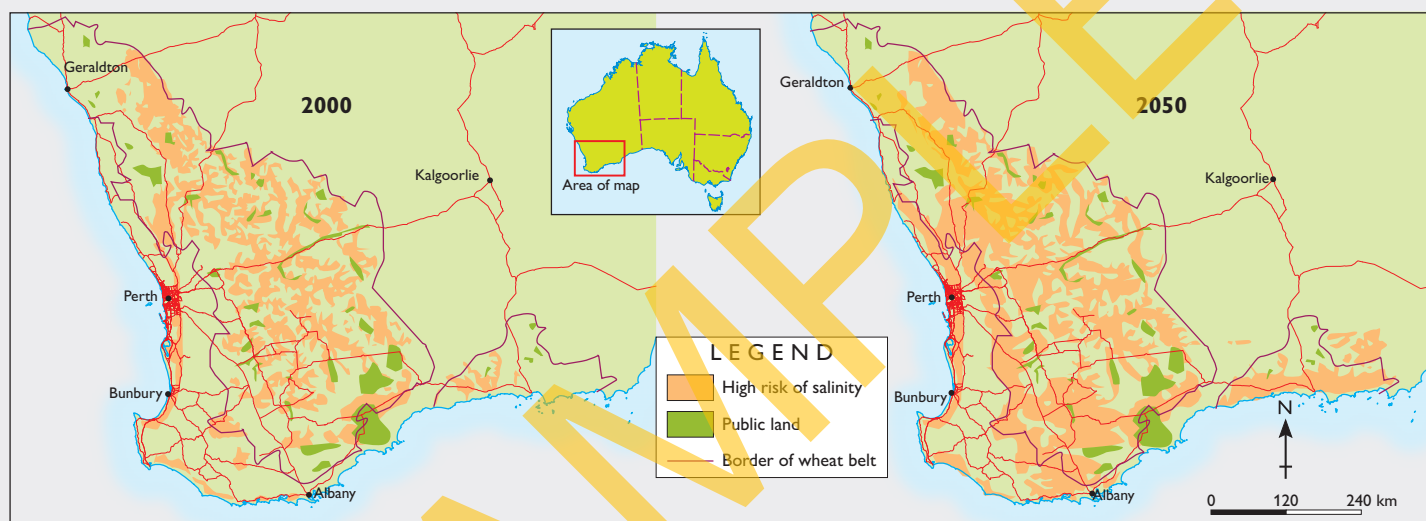 Geraldton
2000
Kalgoorlie
Perth
Bunbury
Albany
Area of map
LEGEND
High risk of salinity
Public land
Border of wheat belt
Geraldton
2050
Kalgoorlie
Perth
Bunbury
Albany
N
0 120 240 km
MPLE